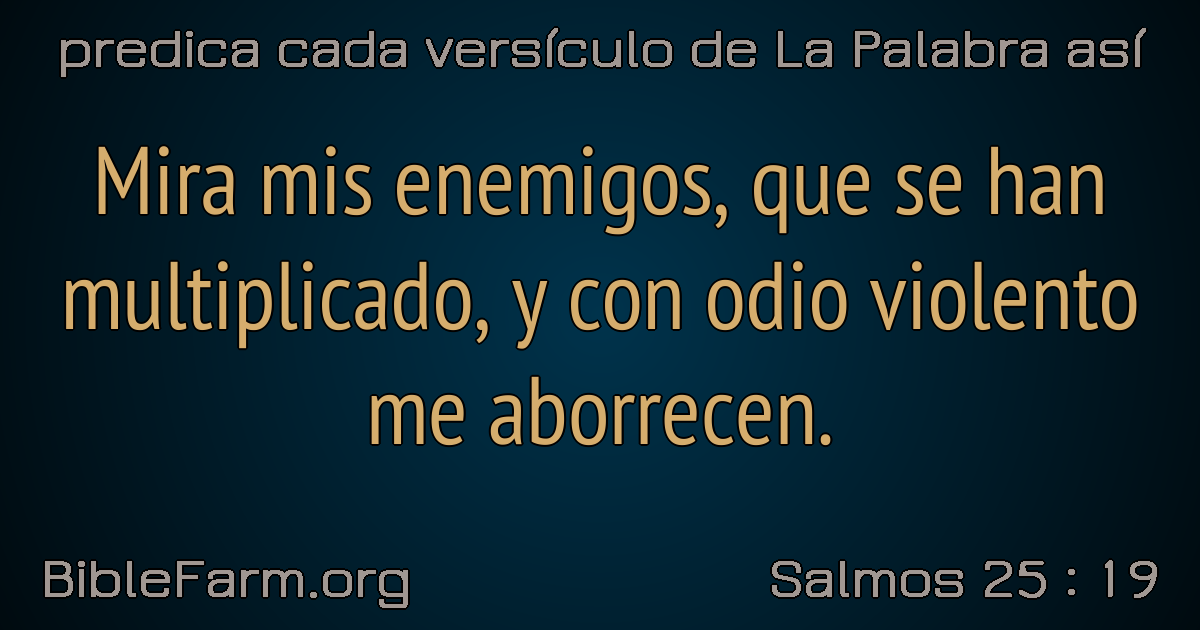 predica cada versículo de La Palabra así
Mira mis enemigos, que se han
multiplicado, y con odio violento
me aborrecen.
BibleFarm.org
Salmos 25 : 19